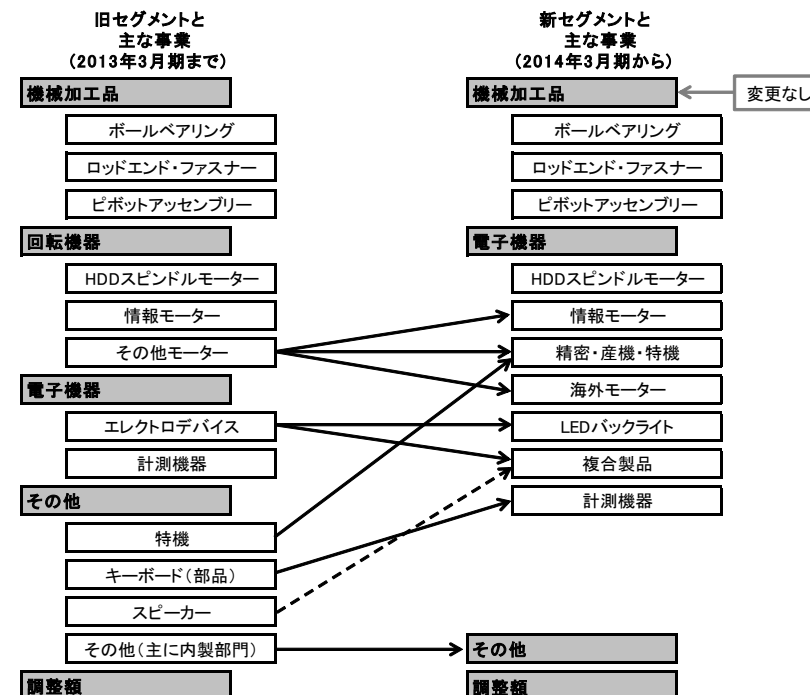 旧セグメントと
主な事業
(2013年3月期まで)
機械加工品
ボールベアリング
ロッドエンド・ファスナー
ピボットアッセンブリー
回転機器
HDDスピンドルモーター
情報モーター
その他モーター
電子機器
エレクトロデバイス
計測機器
その他
特機
キーボード(部品)
スピーカー
その他(主に内製部門)
調整額
新セグメントと
主な事業
(2014年3月期から)
機械加工品
変更なし
ボールベアリング
ロッドエンド・ファスナー
ピボットアッセンブリー
電子機器
HDDスピンドルモーター
情報モーター
精密・産機・特機
海外モーター
LEDバックライト
複合製品
計測機器
その他
調整額